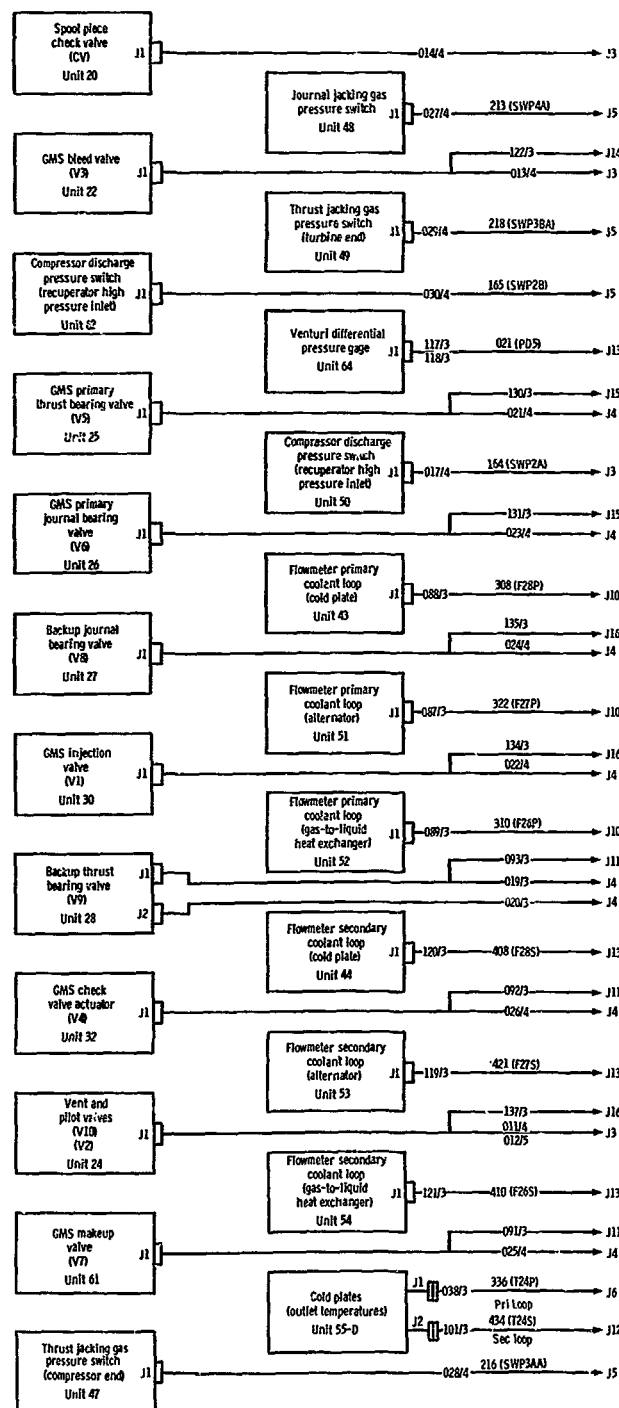 Spool piece
check valve
(CV)
Unit 20
J1
014/4
J3
Journal jacking gas
pressure switch
Unit 48
J1
027/4
213 (SWP4A)
J5
GMS bleed valve
(V3)
Unit 22
J1
122/3
J14
013/4
J3
Thrust jacking gas
pressure switch
(turbine end)
Unit 49
J1
029/4
218 (SWP3BA)
J5
Compressor discharge
pressure switch
(recuperator high
pressure inlet)
Unit 62
J1
030/4
165 (SWP2B)
J5
Venturi differential
pressure gage
Unit 64
J1
117/3
118/3
021 (PD5)
J13
GMS primary
thrust bearing valve
(V5)
Unit 25
J1
130/3
J15
021/4
J4
Compressor discharge
pressure switch
(recuperator high
pressure inlet)
Unit 50
J1
017/4
164 (SWP2A)
J3
GMS primary
journal bearing
valve
(V6)
Unit 26
J1
131/3
J15
023/4
J4
Flowmeter primary
coolant loop
(cold plate)
Unit 43
J1
088/3
308 (F28P)
J10
Backup journal
bearing valve
(V8)
Unit 27
J1
135/3
J16
024/4
J4
Flowmeter primary
coolant loop
(alternator)
Unit 51
J1
087/3
322 (F27P)
J10
GMS injection
valve
(V1)
Unit 30
J1
134/3
J16
022/4
J4
Flowmeter primary
coolant loop
(gas-to-liquid
heat exchanger)
Unit 52
J1
089/3
310 (F26P)
J10
Backup thrust
bearing valve
(V9)
Unit 28
J1
093/3
J11
019/3
J4
J2
020/3
J4
Flowmeter secondary
coolant loop
(cold plate)
Unit 44
J1
120/3
408 (F28S)
J13
GMS check
valve actuator
(V4)
Unit 32
J1
092/3
J11
026/4
J4
Flowmeter secondary
coolant loop
(alternator)
Unit 53
J1
119/3
421 (F27S)
J13
Vent and
pilot valves
(V10)
(V2)
Unit 24
J1
137/3
J16
011/4
012/5
J3
Flowmeter secondary
coolant loop
(gas-to-liquid
heat exchanger)
Unit 54
J1
121/3
410 (F26S)
J13
GMS makeup
valve
(V7)
Unit 61
J1
091/3
J11
025/4
J4
Cold plates
(outlet temperatures)
Unit 55-D
J1
038/3
336 (T24P)
J6
Pri loop
J2
101/3
434 (T24S)
J12
Sec loop
Thrust jacking gas
pressure switch
(compressor end)
Unit 47
J1
028/4
216 (SWP3AA)
J5